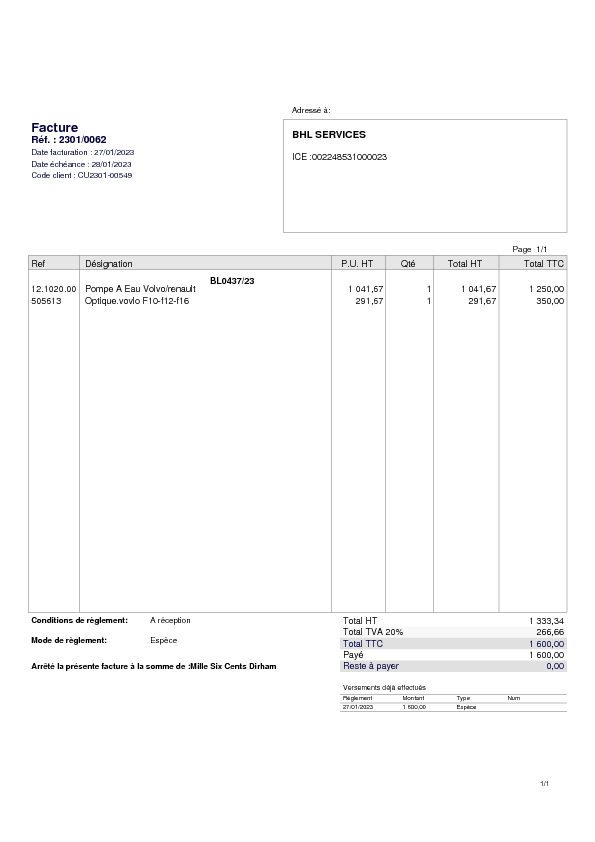 Adressé à:
Facture
Réf. : 2301/0062
Date facturation : 27/01/2023
Date échéance : 28/01/2023
Code client : CU2301-00549
BHL SERVICES
ICE :002248531000023
Page 1/1
Ref Désignation P.U. HT Qté Total HT Total TTC
BL0437/23
12.1020.00 Pompe A Eau Volvo/renault 1 041,67 1 1 041,67 1 250,00
505613 Optique.vovlo F10-f12-f16 291,67 1 291,67 350,00
Conditions de règlement: A réception
Mode de règlement: Espèce
Arrêté la présente facture à la somme de :Mille Six Cents Dirham
Total HT 1 333,34
Total TVA 20% 266,66
Total TTC 1 600,00
Payé 1 600,00
Reste à payer 0,00
Versements déjà effectués
Règlement Montant Type Num
27/01/2023 1 600,00 Espèce
1/1